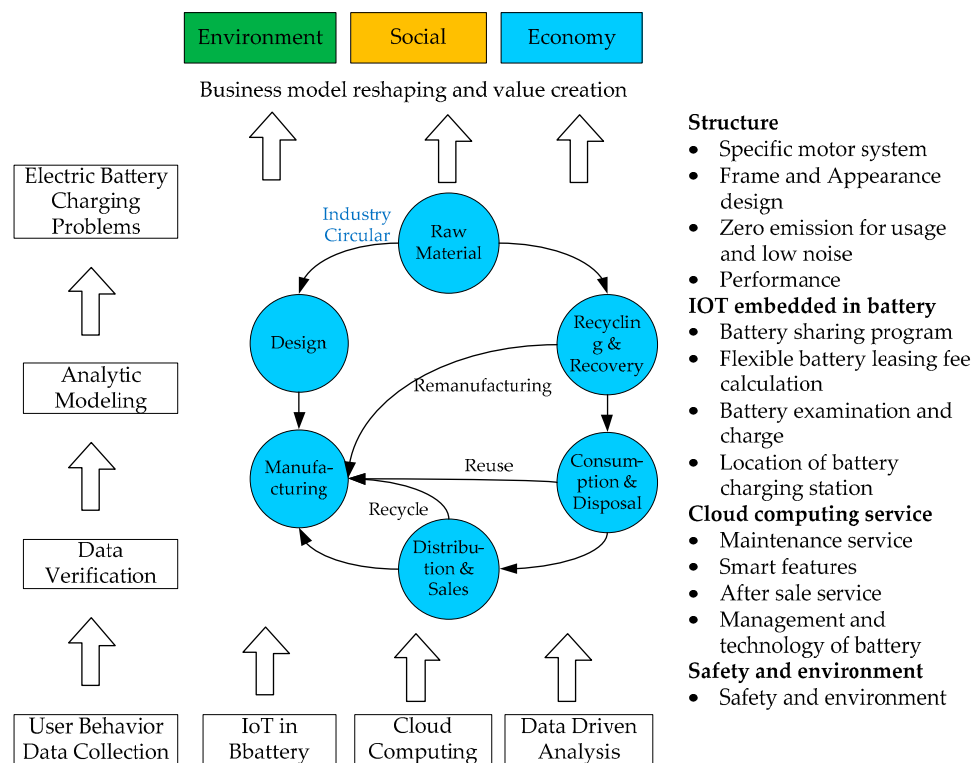 Environment
Social
Economy
Business model reshaping and value creation
Electric Battery
Charging
Problems
Analytic
Modeling
Data
Verification
User Behavior
Data Collection
IoT in
Bbattery
Cloud
Computing
Data Driven
Analysis
Industry
Circular
Raw
Material
Design
Recyclin
g &
Recovery
Remanufacturing
Manufa-
cturing
Reuse
Consum-
ption &
Disposal
Recycle
Distribu-
tion &
Sales
Structure
• Specific motor system
• Frame and Appearance
design
• Zero emission for usage
and low noise
• Performance
IOT embedded in battery
• Battery sharing program
• Flexible battery leasing fee
calculation
• Battery examination and
charge
• Location of battery
charging station
Cloud computing service
• Maintenance service
• Smart features
• After sale service
• Management and
technology of battery
Safety and environment
• Safety and environment